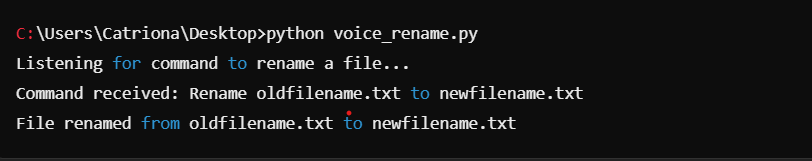 C:\Users\Catriona\Desktop>python voice_rename.py
Listening for command to rename a file...
Command received: Rename oldfilename.txt to newfilename.txt
File renamed from oldfilename.txt to newfilename.txt